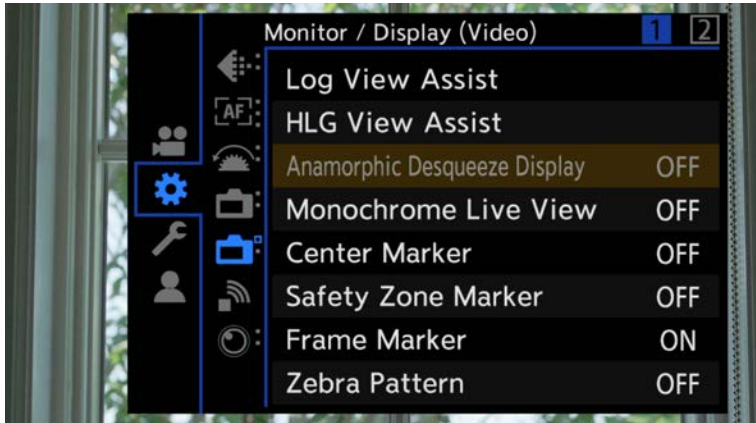 Monitor / Display (Video) 1 2
Log View Assist
AF HLG View Assist
Anamorphic Desqueeze Display OFF
Monochrome Live View OFF
Center Marker OFF
Safety Zone Marker OFF
Frame Marker ON
Zebra Pattern OFF